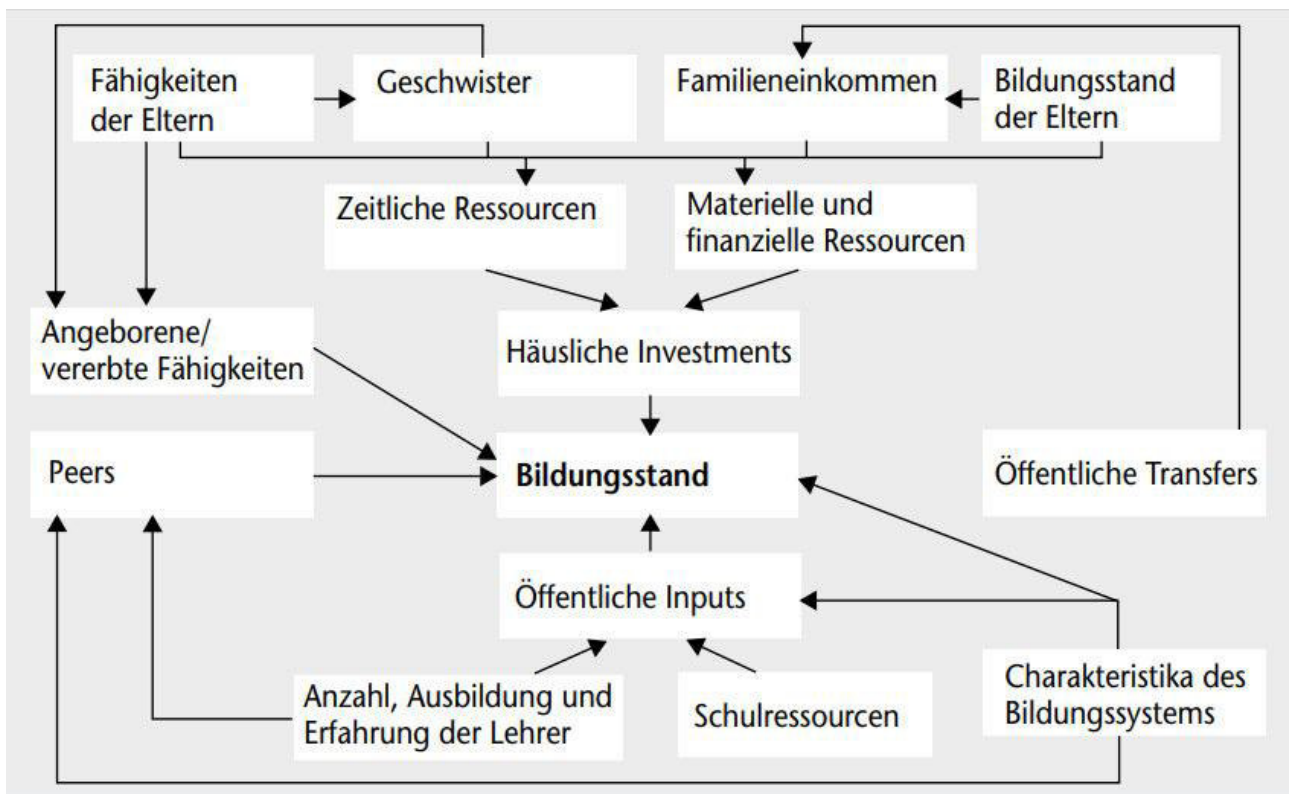 Fähigkeiten
der Eltern
Geschwister
Familieneinkommen
Bildungsstand
der Eltern
Zeitliche Ressourcen
Materielle und
finanzielle Ressourcen
Angeborene/
vererbte Fähigkeiten
Häusliche Investments
Peers
Bildungsstand
Öffentliche Transfers
Öffentliche Inputs
Anzahl, Ausbildung und
Erfahrung der Lehrer
Schulressourcen
Charakteristika des
Bildungssystems